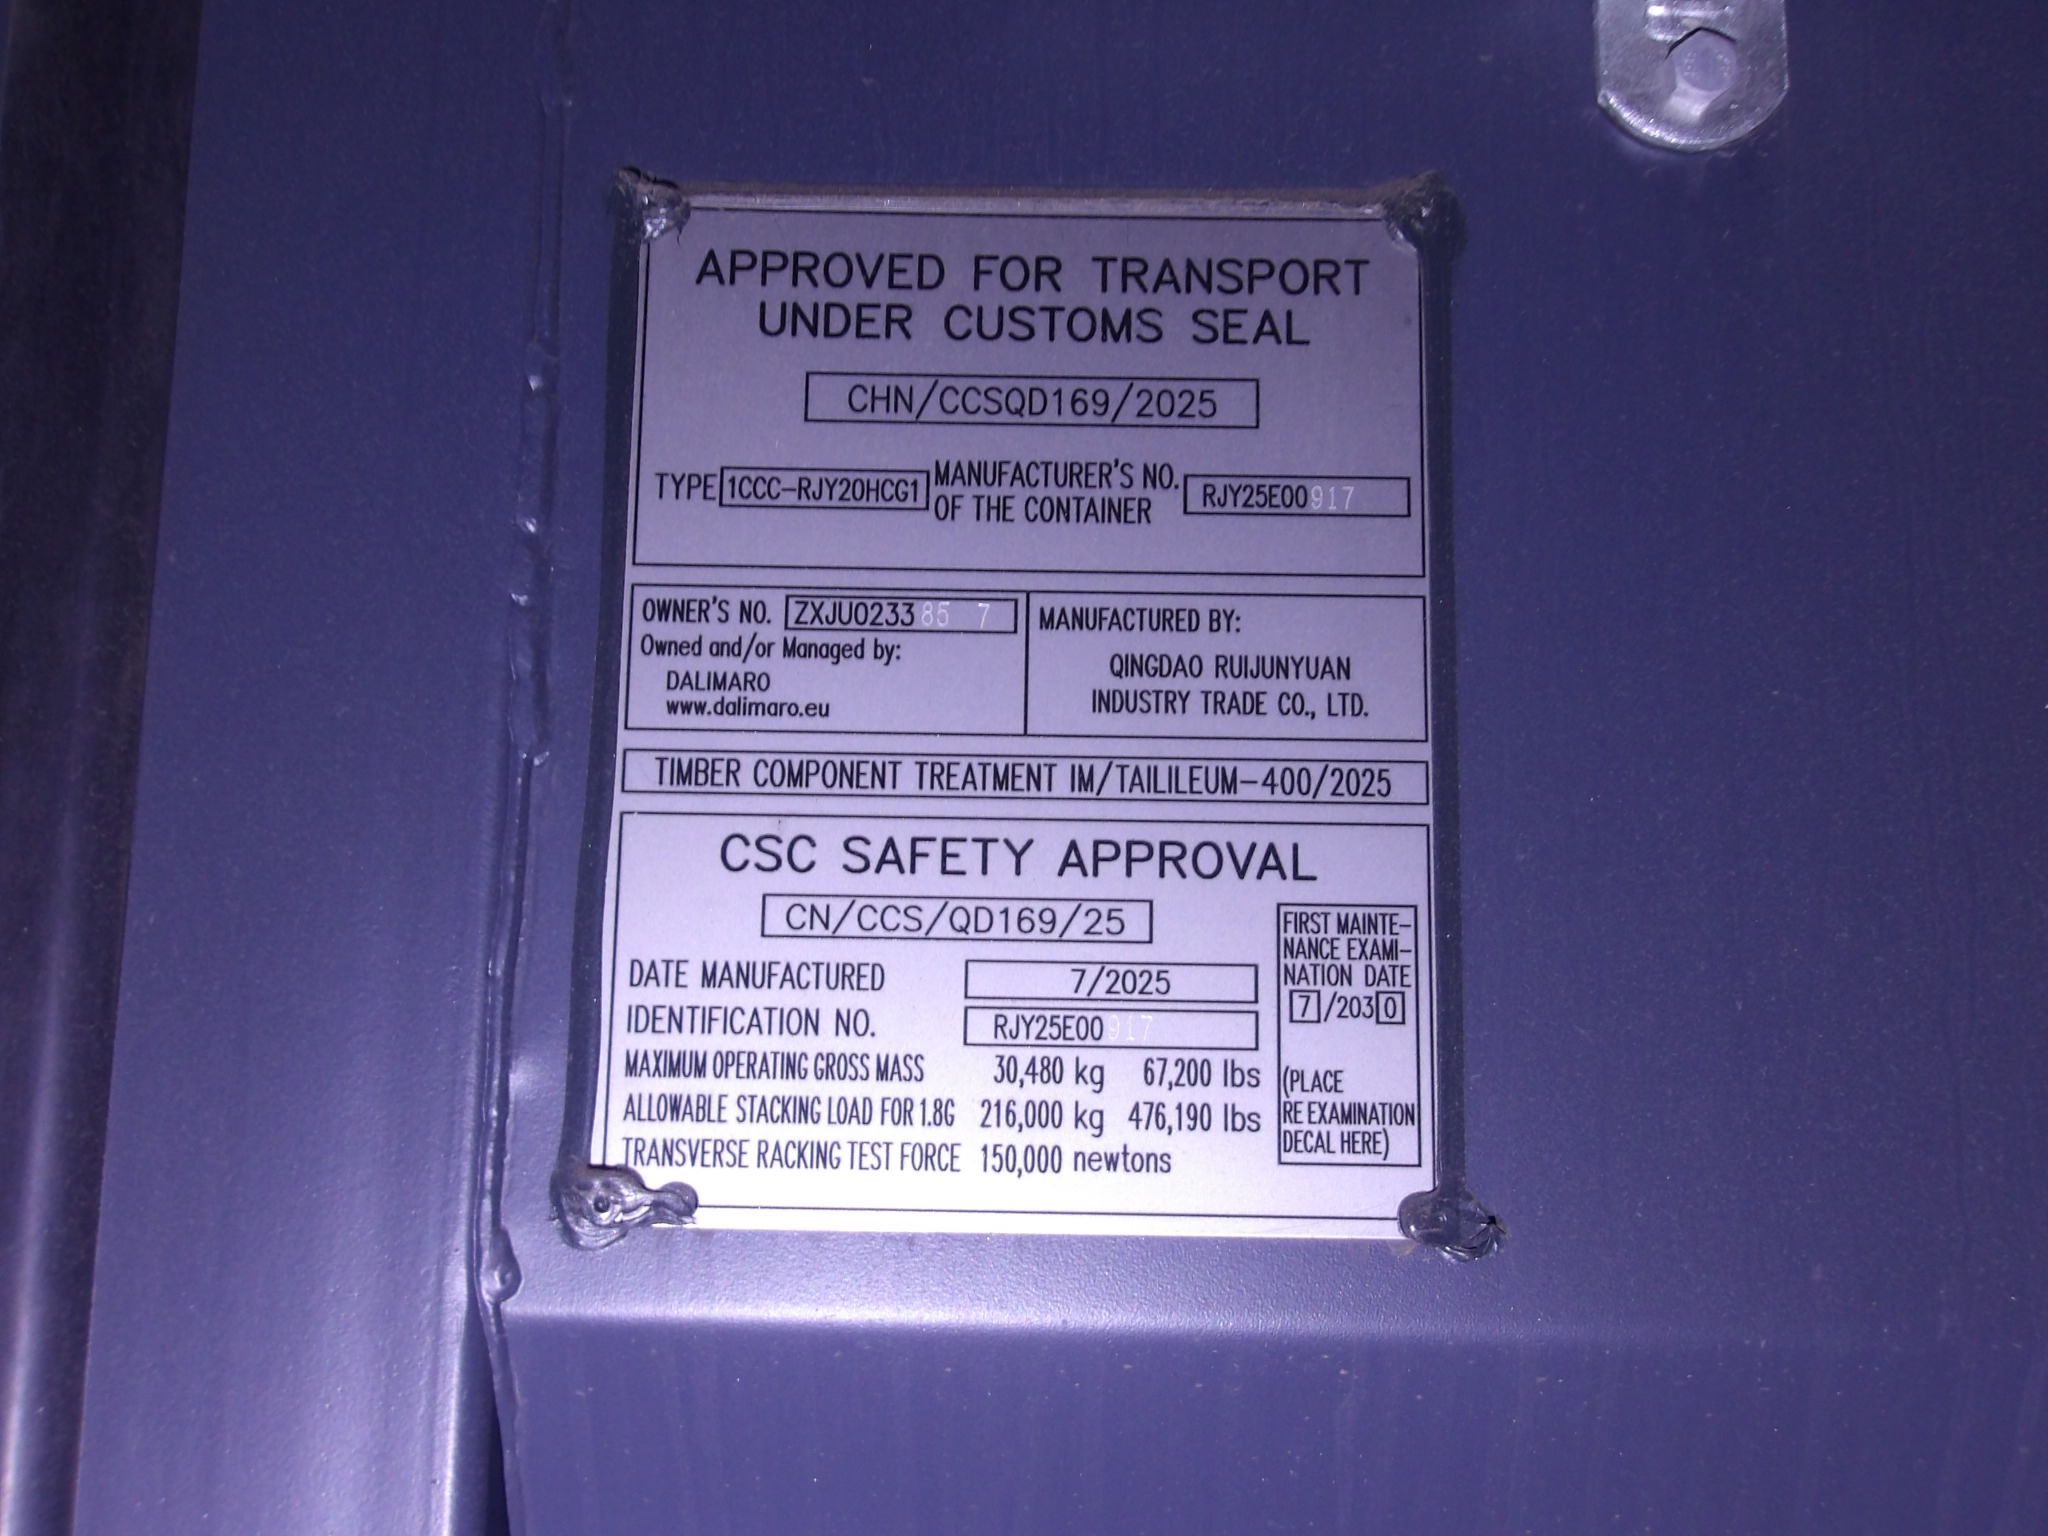 APPROVED FOR TRANSPORT
UNDER CUSTOMS SEAL
CHN/CCSQD169/2025
TYPE 1CCC-RJY20HCG1 MANUFACTURER'S NO. OF THE CONTAINER RJY25E00917
OWNER'S NO. ZXJU023385 7
Owned and/or Managed by:
DALIMARO
www.dalimaro.eu
MANUFACTURED BY:
QINGDAO RUIJUNYUAN
INDUSTRY TRADE CO., LTD.
TIMBER COMPONENT TREATMENT IM/TAILILEUM-400/2025
CSC SAFETY APPROVAL
CN/CCS/QD169/25
DATE MANUFACTURED 7/2025
IDENTIFICATION NO. RJY25E00917
MAXIMUM OPERATING GROSS MASS 30,480 kg 67,200 lbs
ALLOWABLE STACKING LOAD FOR 1.8G 216,000 kg 476,190 lbs
TRANSVERSE RACKING TEST FORCE 150,000 newtons
FIRST MAINTE-
NANCE EXAMI-
NATION DATE
7/2030
(PLACE
RE EXAMINATION
DECAL HERE)